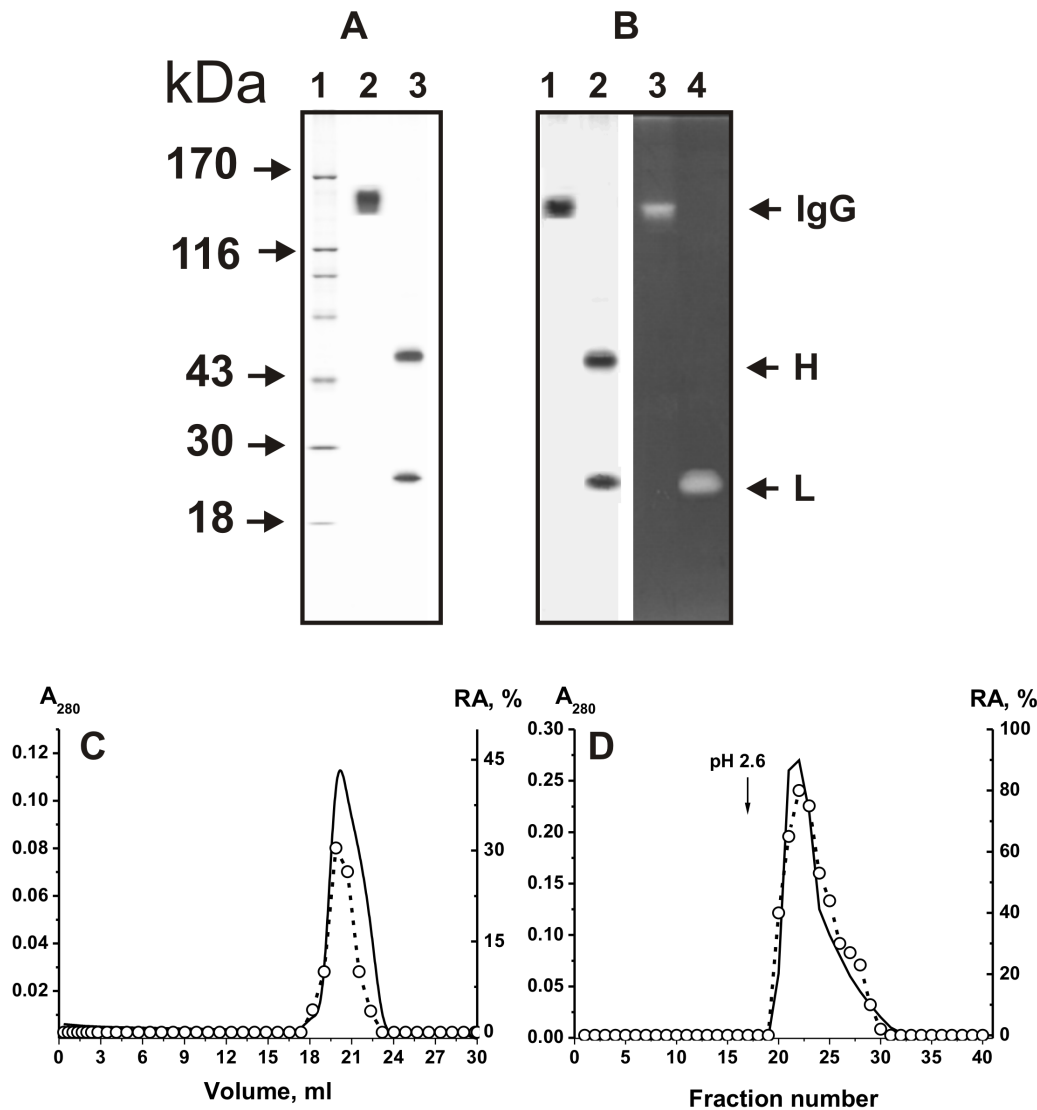 A B
kDa 1 2 3 1 2 3 4
170
116
43
30
18
IgG
H
L
A280 RA, % A280 RA, %
C
0.12
0.10
0.08
0.06
0.04
0.02
45
30
15
0
0 3 6 9 12 15 18 21 24 27 30
Volume, ml
D
pH 2.6
0.30
0.25
0.20
0.15
0.10
0.05
0.00
100
80
60
40
20
0
0 5 10 15 20 25 30 35 40
Fraction number